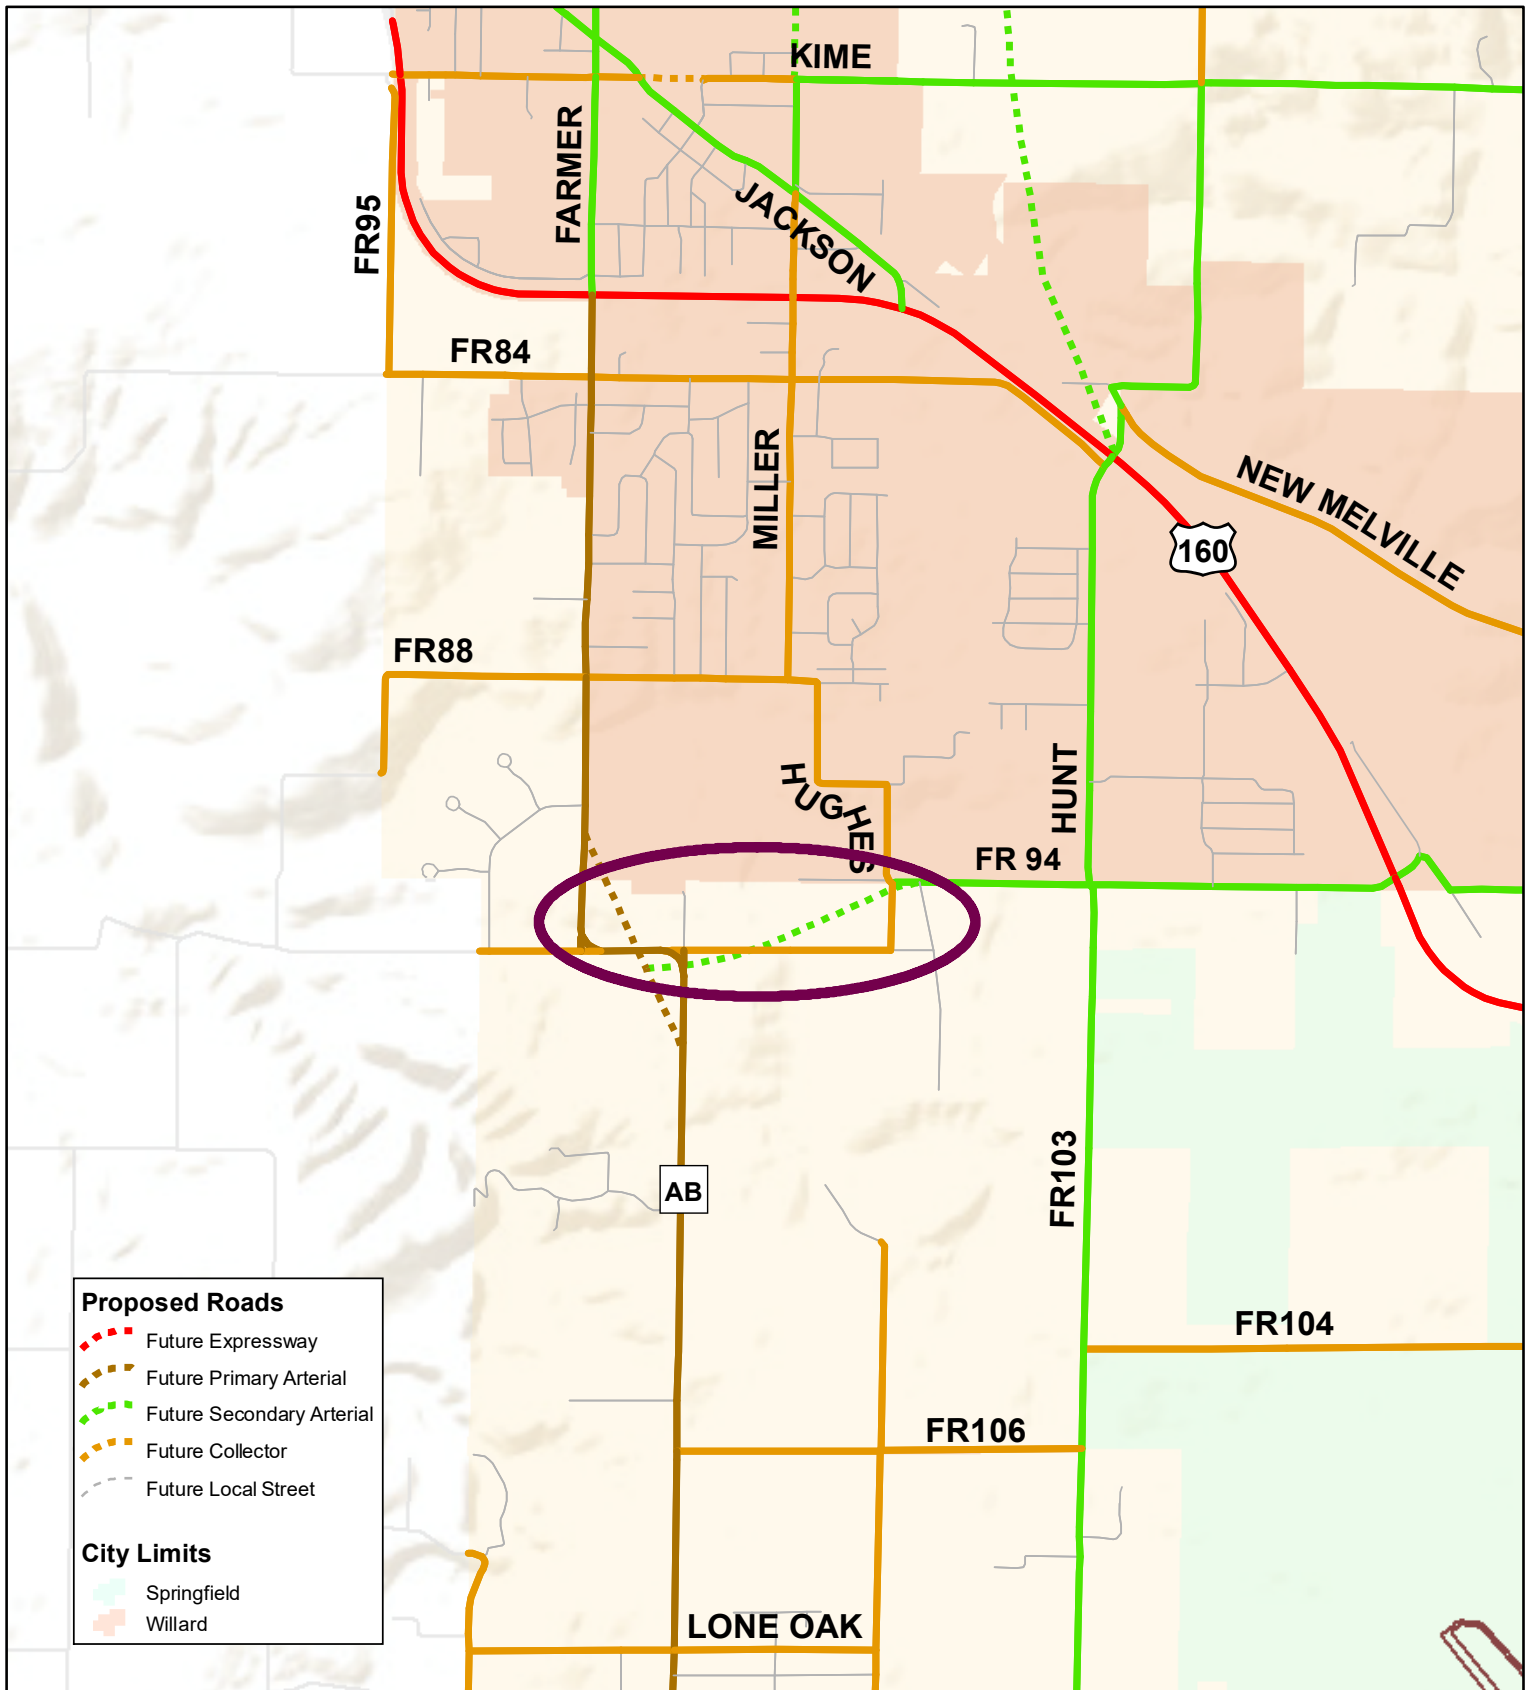 KIME
FARMER
FR95
JACKSON
FR84
MILLER
NEW MELVILLE
160
FR88
HUNT
HUGHES
FR 94
FR103
AB
FR104
FR106
LONE OAK
Proposed Roads
Future Expressway
Future Primary Arterial
Future Secondary Arterial
Future Collector
Future Local Street
City Limits
Springfield
Willard